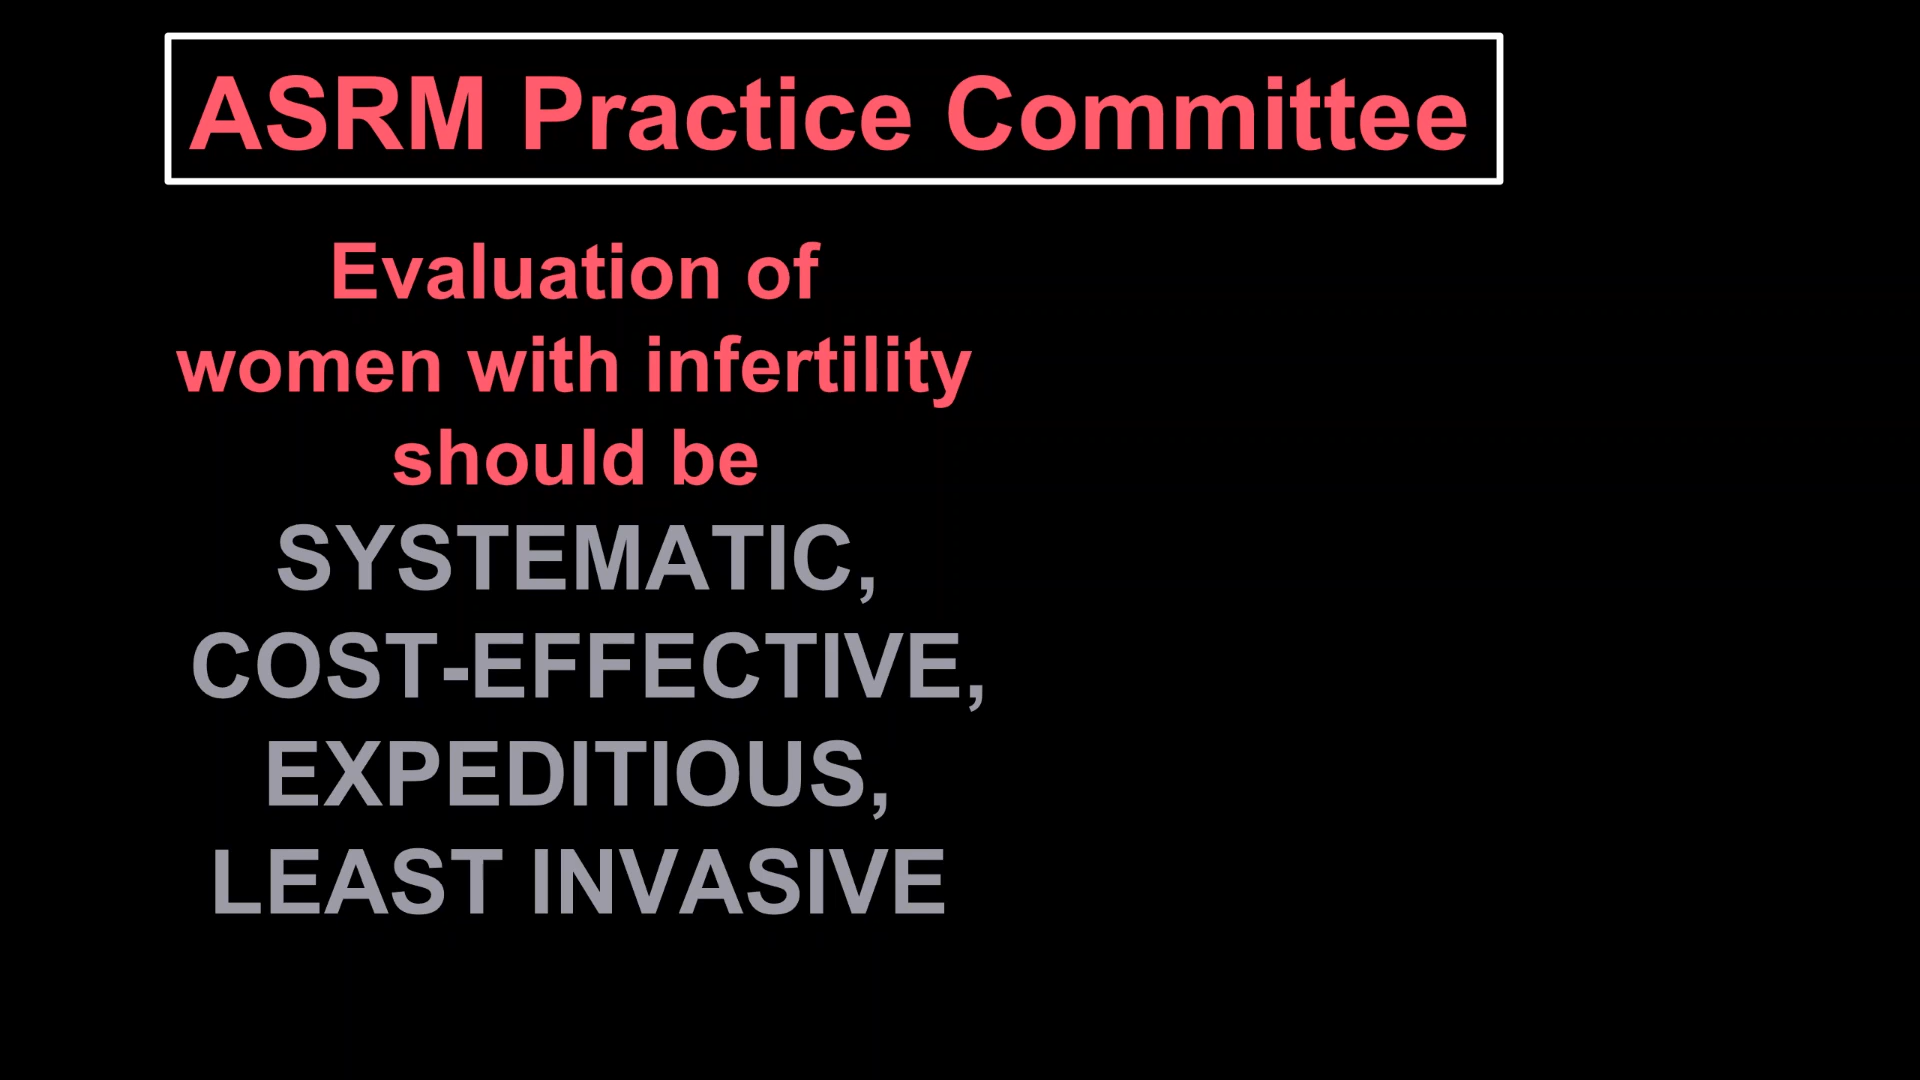 ASRM Practice Committee
Evaluation of
women with infertility
should be
SYSTEMATIC,
COST-EFFECTIVE,
EXPEDITIOUS,
LEAST INVASIVE